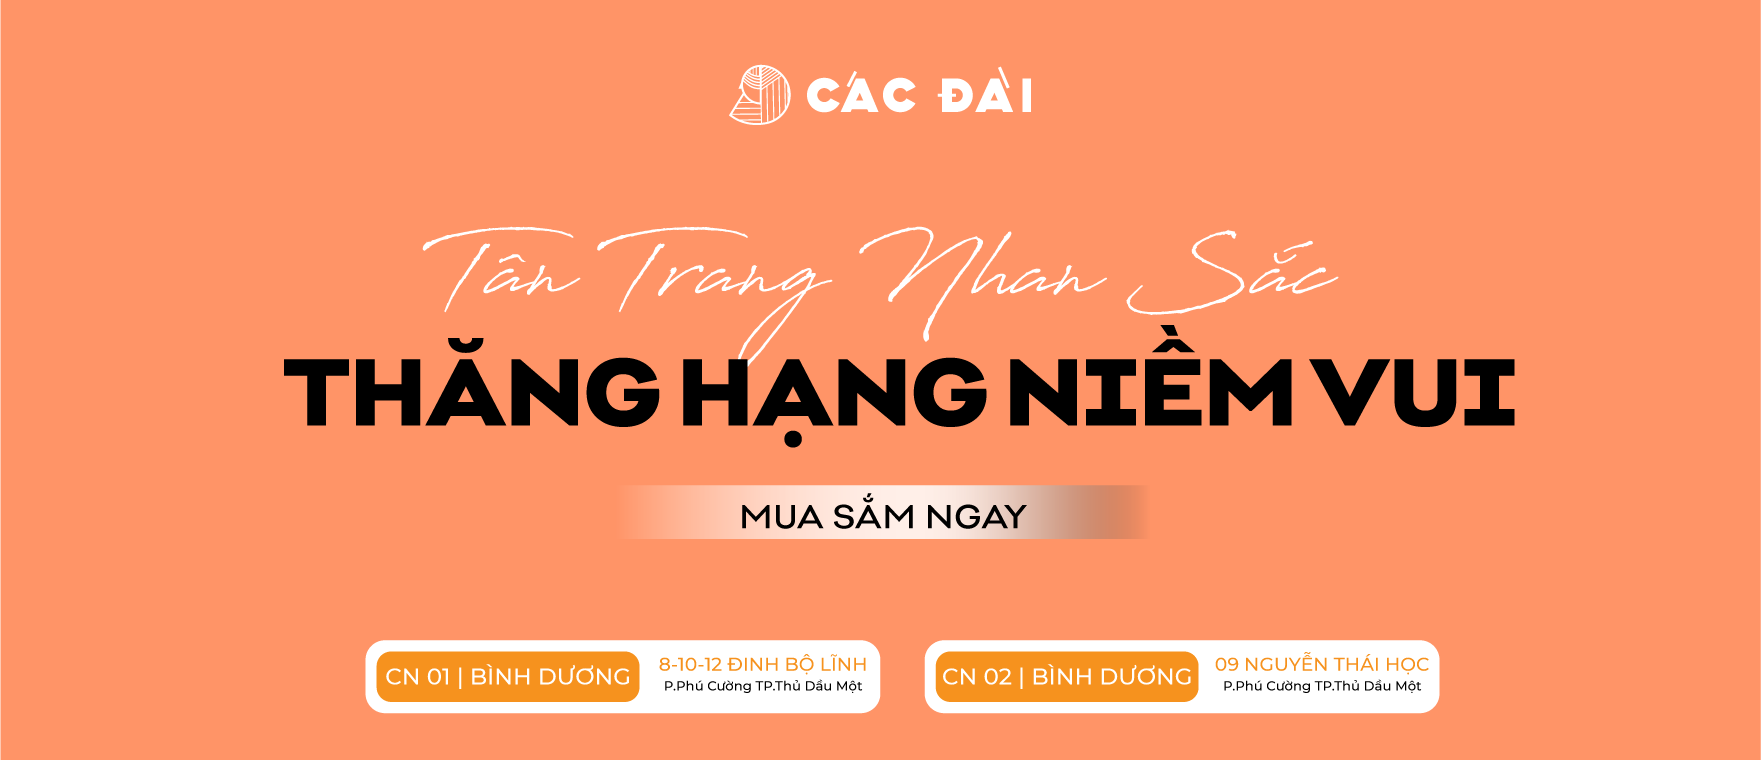 CÁC ĐÀI
Tân Trang Nhan Sắc
THĂNG HẠNG NIỀM VUI
MUA SẮM NGAY
CN 01 | BÌNH DƯƠNG
8-10-12 ĐINH BỘ LĨNH
P.Phú Cường TP.Thủ Dầu Một
CN 02 | BÌNH DƯƠNG
09 NGUYỄN THÁI HỌC
P.Phú Cường TP.Thủ Dầu Một